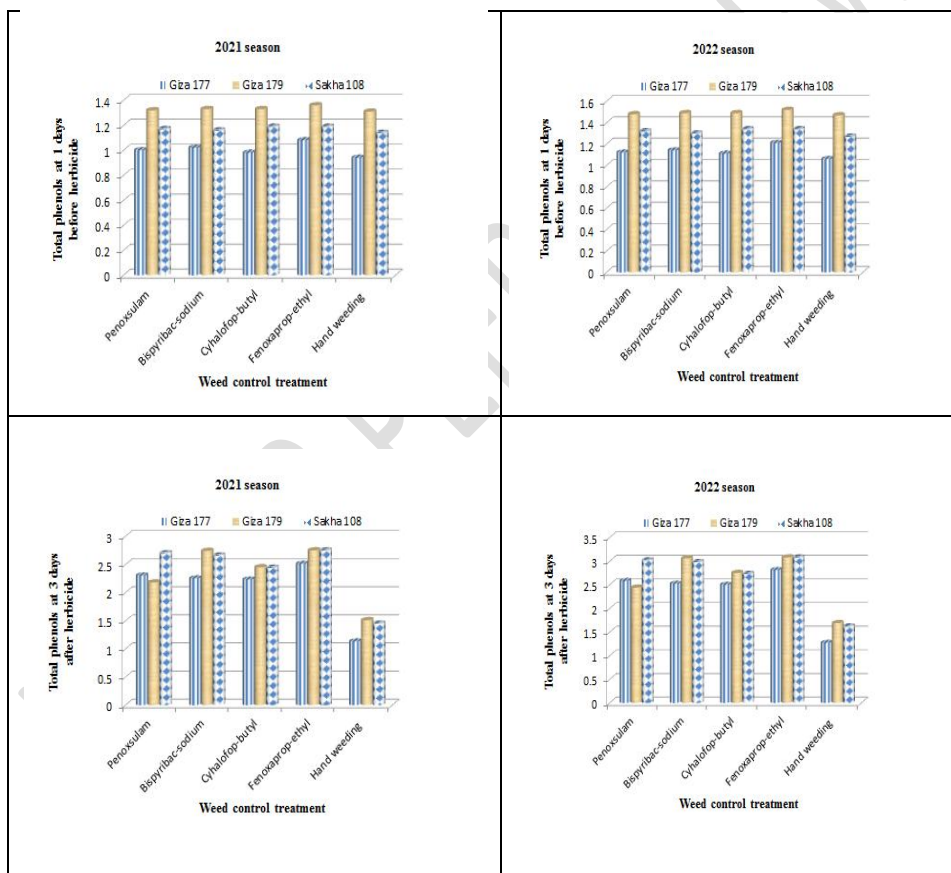 2021 season
Giza 177 Giza 179 Sakha 108
Total phenols at 1 days
before herbicide
1.4
1.2
1
0.8
0.6
0.4
0.2
0
Penoxsulam
Bispyribac-sodium
Cyhalofop-butyl
Fenoxaprop-ethyl
Hand weeding
Weed control treatment
2022 season
Giza 177 Giza 179 Sakha 108
Total phenols at 1 days
before herbicide
1.6
1.4
1.2
1
0.8
0.6
0.4
0.2
0
Penoxsulam
Bispyribac-sodium
Cyhalofop-butyl
Fenoxaprop-ethyl
Hand weeding
Weed control treatment
2021 season
Giza 177 Giza 179 Sakha 108
Total phenols at 3 days
after herbicide
3
2.5
2
1.5
1
0.5
0
Penoxsulam
Bispyribac-sodium
Cyhalofop-butyl
Fenoxaprop-ethyl
Hand weeding
Weed control treatment
2022 season
Giza 177 Giza 179 Sakha 108
Total phenols at 3 days
after herbicide
3.5
3
2.5
2
1.5
1
0.5
0
Penoxsulam
Bispyribac-sodium
Cyhalofop-butyl
Fenoxaprop-ethyl
Hand weeding
Weed control treatment